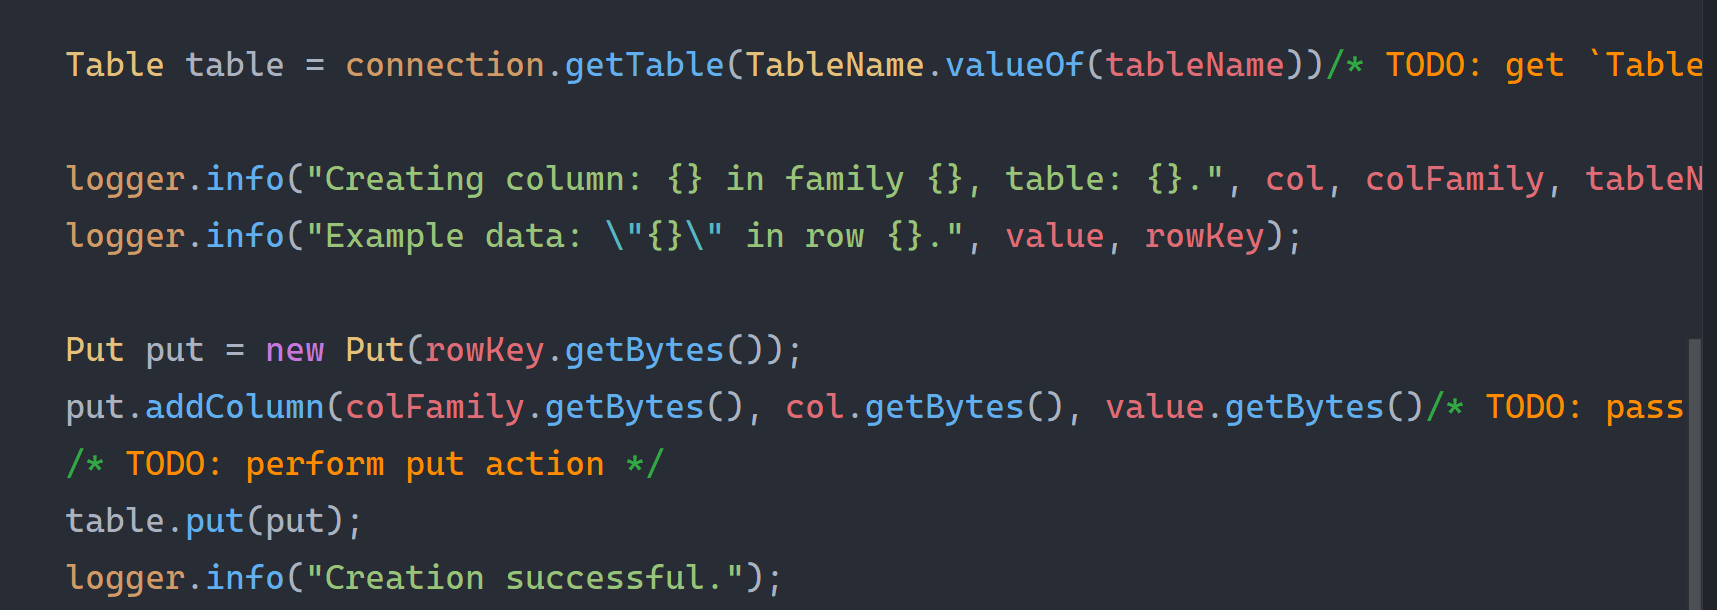 Table table = connection.getTable(TableName.valueOf(tableName))/* TODO: get `Table
logger.info("Creating column: {} in family {}, table: {}.", col, colFamily, tableN
logger.info("Example data: \"{}\" in row {}.", value, rowKey);
Put put = new Put(rowKey.getBytes());
put.addColumn(colFamily.getBytes(), col.getBytes(), value.getBytes()/* TODO: pass
/* TODO: perform put action */
table.put(put);
logger.info("Creation successful.");